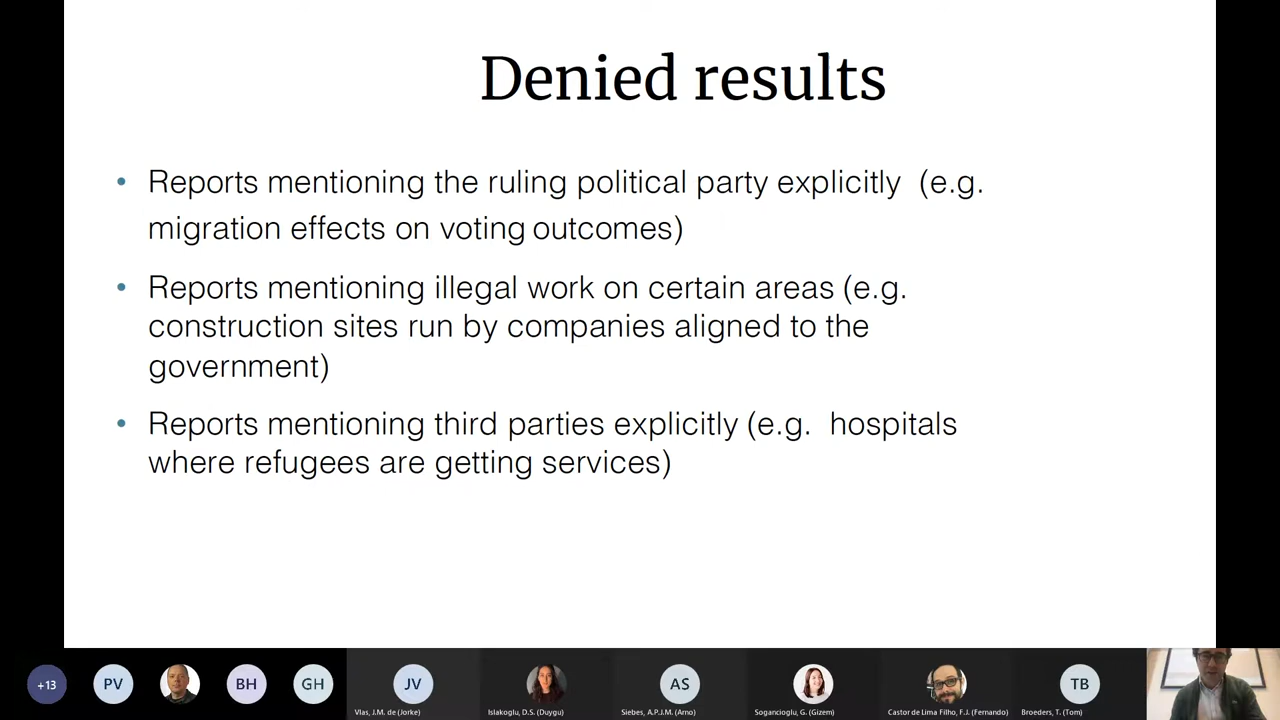 Denied results
• Reports mentioning the ruling political party explicitly (e.g.
migration effects on voting outcomes)
• Reports mentioning illegal work on certain areas (e.g.
construction sites run by companies aligned to the
government)
• Reports mentioning third parties explicitly (e.g. hospitals
where refugees are getting services)
+13 PV BH GH JV AS TB
Vlas, J.M. de (Jorke) Islakoglu, D.S. (Duygu) Siebes, A.P.J.M. (Arno) Sogancioglu, G. (Gizem) Castor de Lima Filho, F.J. (Fernando) Broeders, T. (Tom)